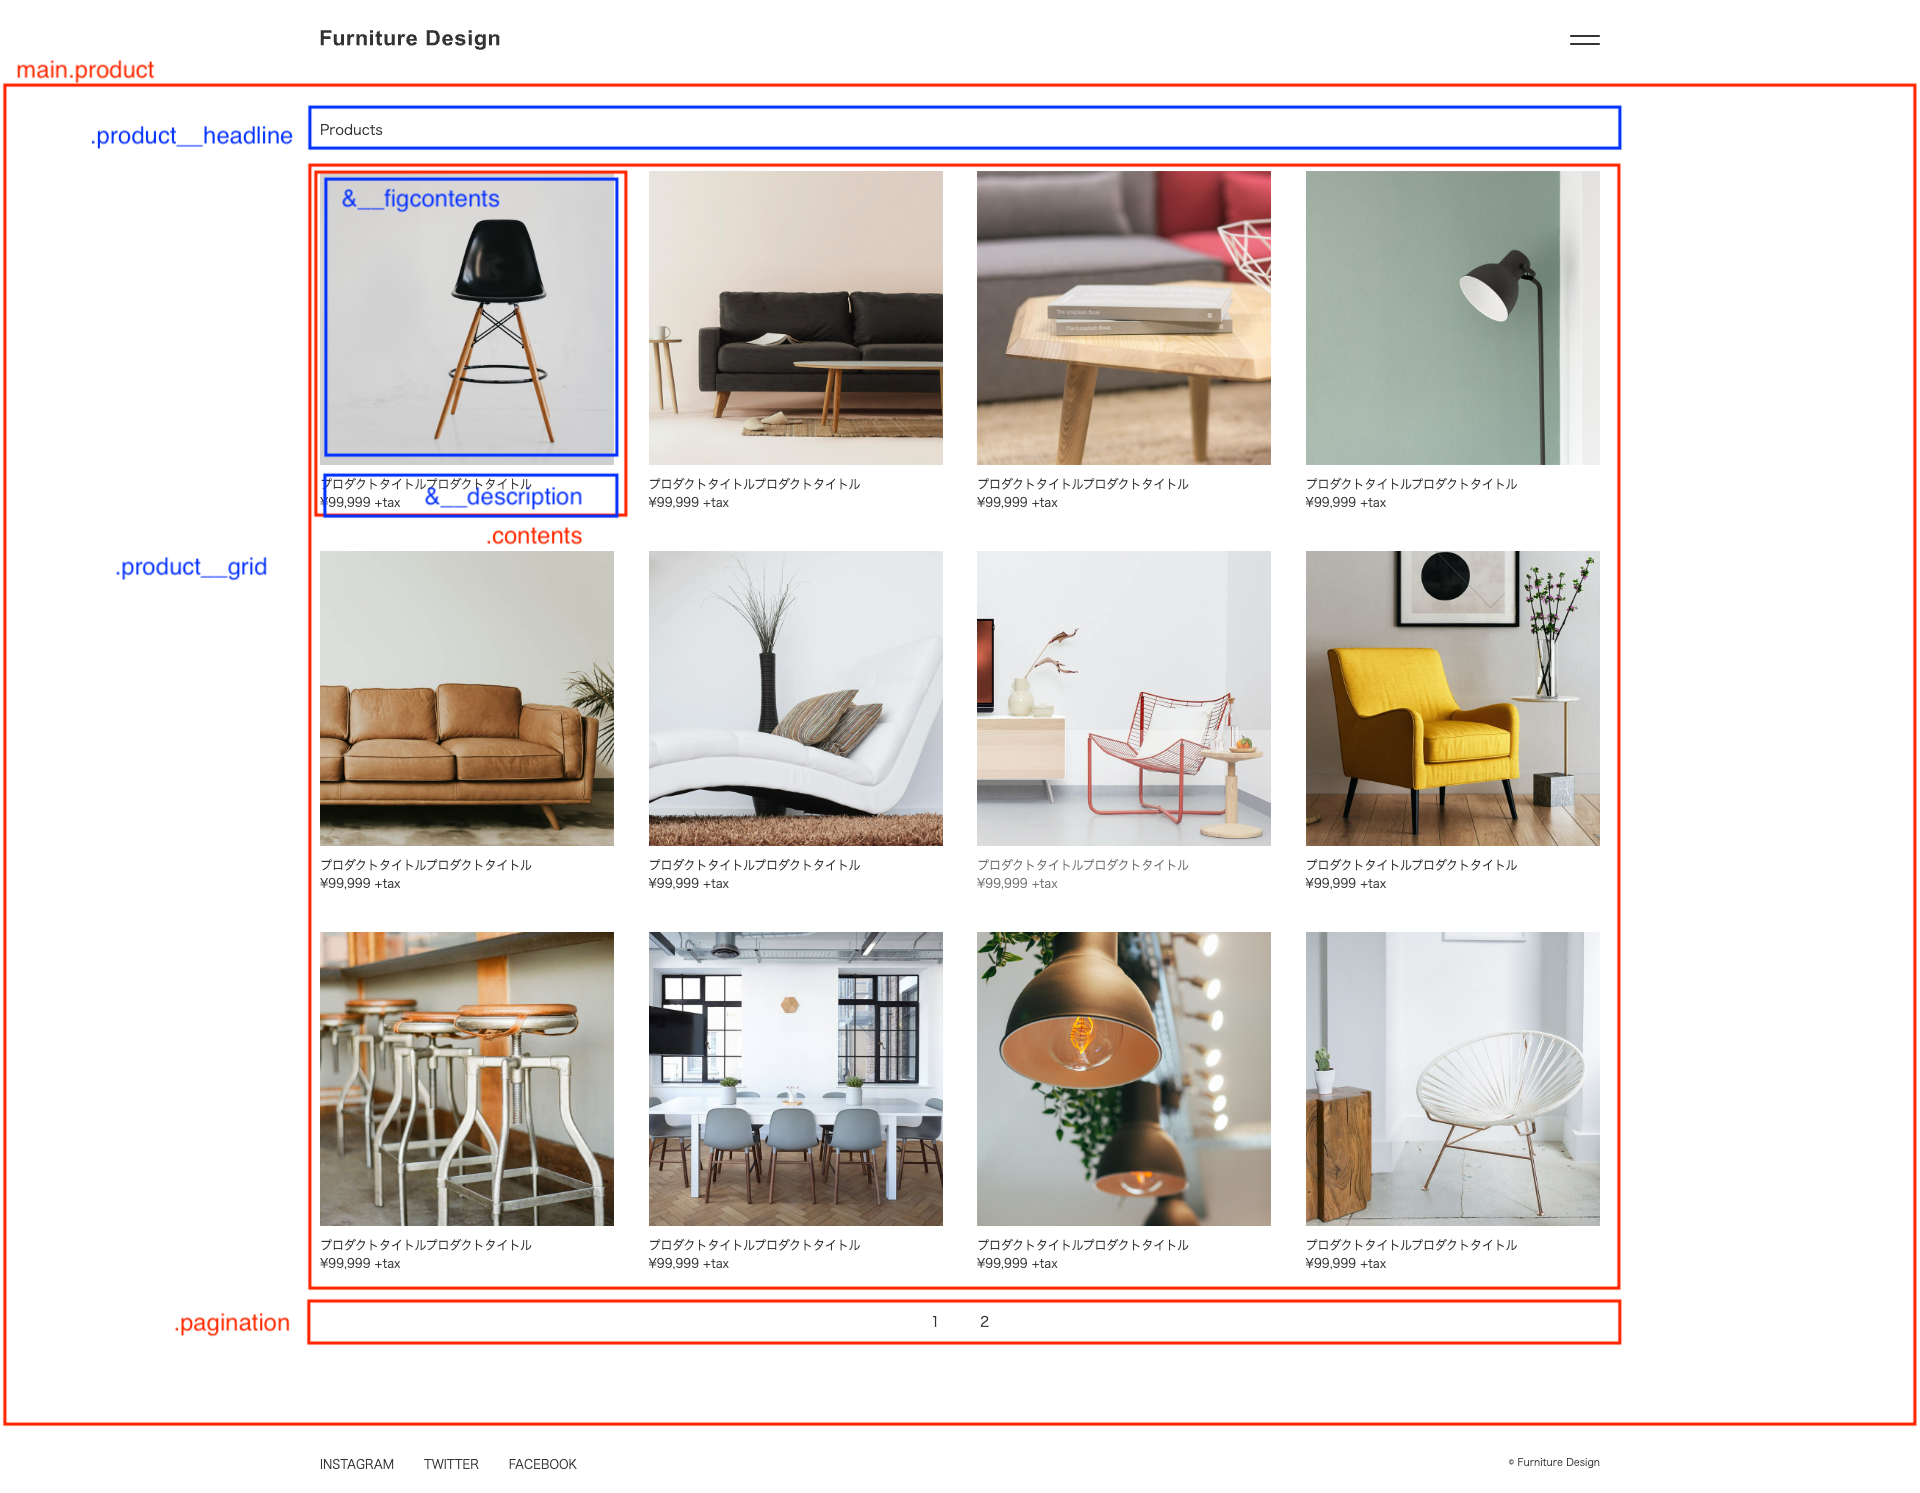 Furniture Design
main.product
.product__headline
Products
&__figcontents
The Unsplash Book
The Unsplash Book
プロダクトタイトルプロダクトタイトル
¥99,999 +tax
&__description
プロダクトタイトルプロダクトタイトル
¥99,999 +tax
プロダクトタイトルプロダクトタイトル
¥99,999 +tax
プロダクトタイトルプロダクトタイトル
¥99,999 +tax
.contents
.product__grid
プロダクトタイトルプロダクトタイトル
¥99,999 +tax
プロダクトタイトルプロダクトタイトル
¥99,999 +tax
プロダクトタイトルプロダクトタイトル
¥99,999 +tax
プロダクトタイトルプロダクトタイトル
¥99,999 +tax
プロダクトタイトルプロダクトタイトル
¥99,999 +tax
プロダクトタイトルプロダクトタイトル
¥99,999 +tax
プロダクトタイトルプロダクトタイトル
¥99,999 +tax
プロダクトタイトルプロダクトタイトル
¥99,999 +tax
.pagination
1 2
INSTAGRAM TWITTER FACEBOOK
© Furniture Design